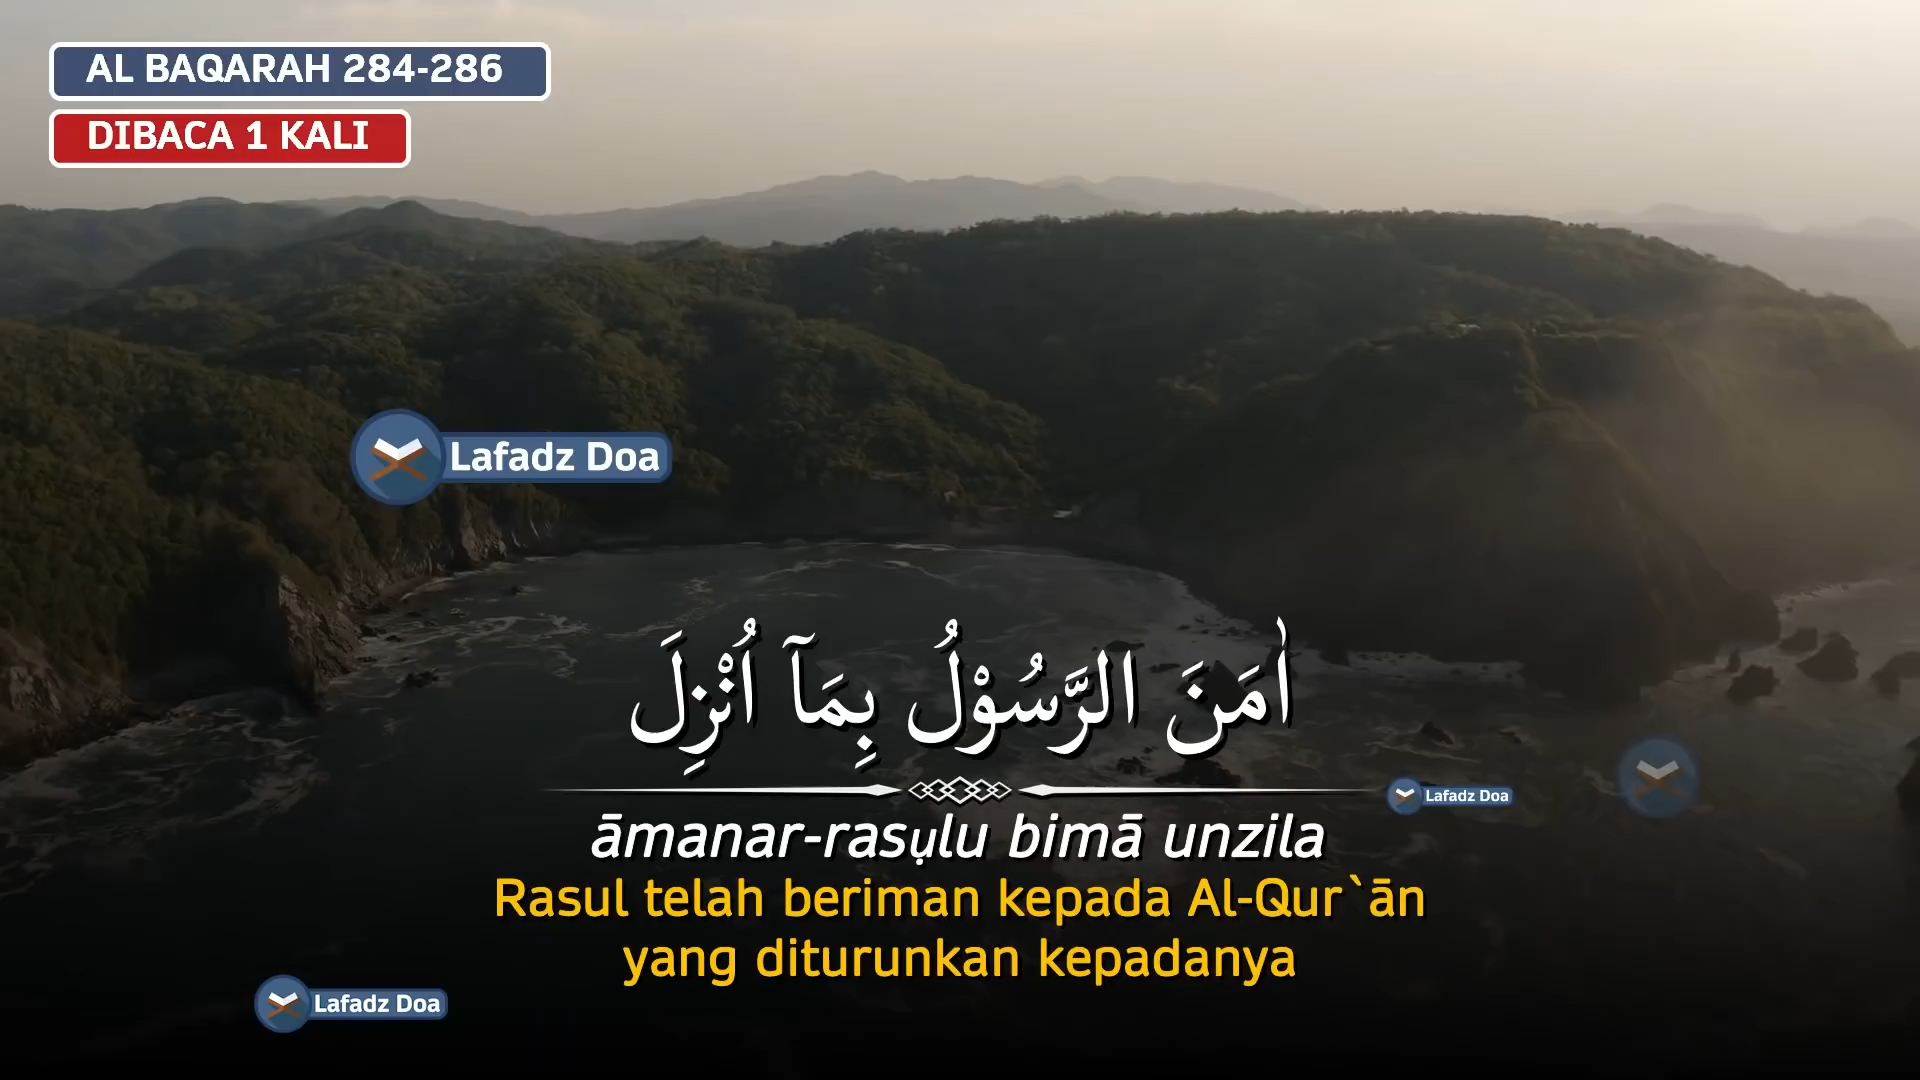 AL BAQARAH 284-286
DIBACA 1 KALI
Lafadz Doa
اٰمَنَ الرَّسُوْلُ بِمَآ اُنْزِلَ
Lafadz Doa
āmanar-rasụlu bimā unzila
Rasul telah beriman kepada Al-Qur`ān
yang diturunkan kepadanya
Lafadz Doa